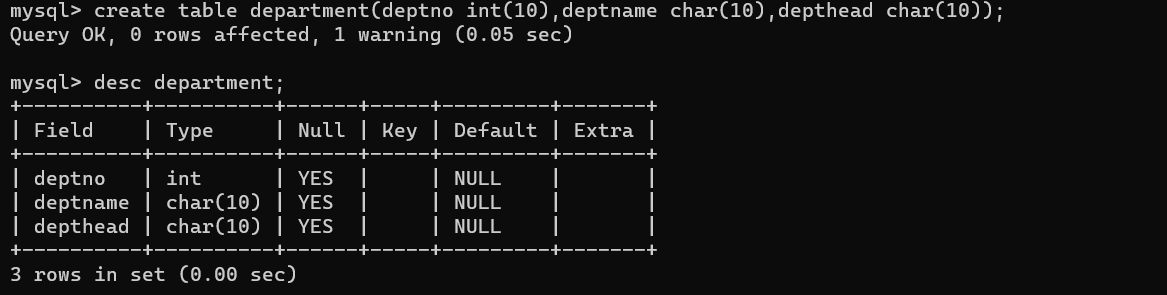 mysql> create table department(deptno int(10),deptname char(10),depthead char(10));
Query OK, 0 rows affected, 1 warning (0.05 sec)

mysql> desc department;
+----------+----------+------+-----+---------+-------+
| Field    | Type     | Null | Key | Default | Extra |
+----------+----------+------+-----+---------+-------+
| deptno   | int      | YES  |     | NULL    |       |
| deptname | char(10) | YES  |     | NULL    |       |
| depthead | char(10) | YES  |     | NULL    |       |
+----------+----------+------+-----+---------+-------+
3 rows in set (0.00 sec)